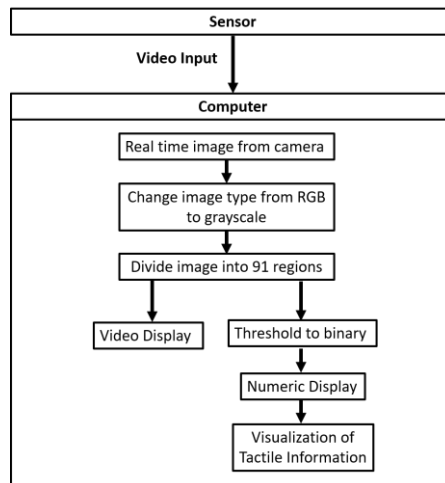 Sensor
Video Input
Computer
Real time image from camera
Change image type from RGB
to grayscale
Divide image into 91 regions
Video Display
Threshold to binary
Numeric Display
Visualization of
Tactile Information